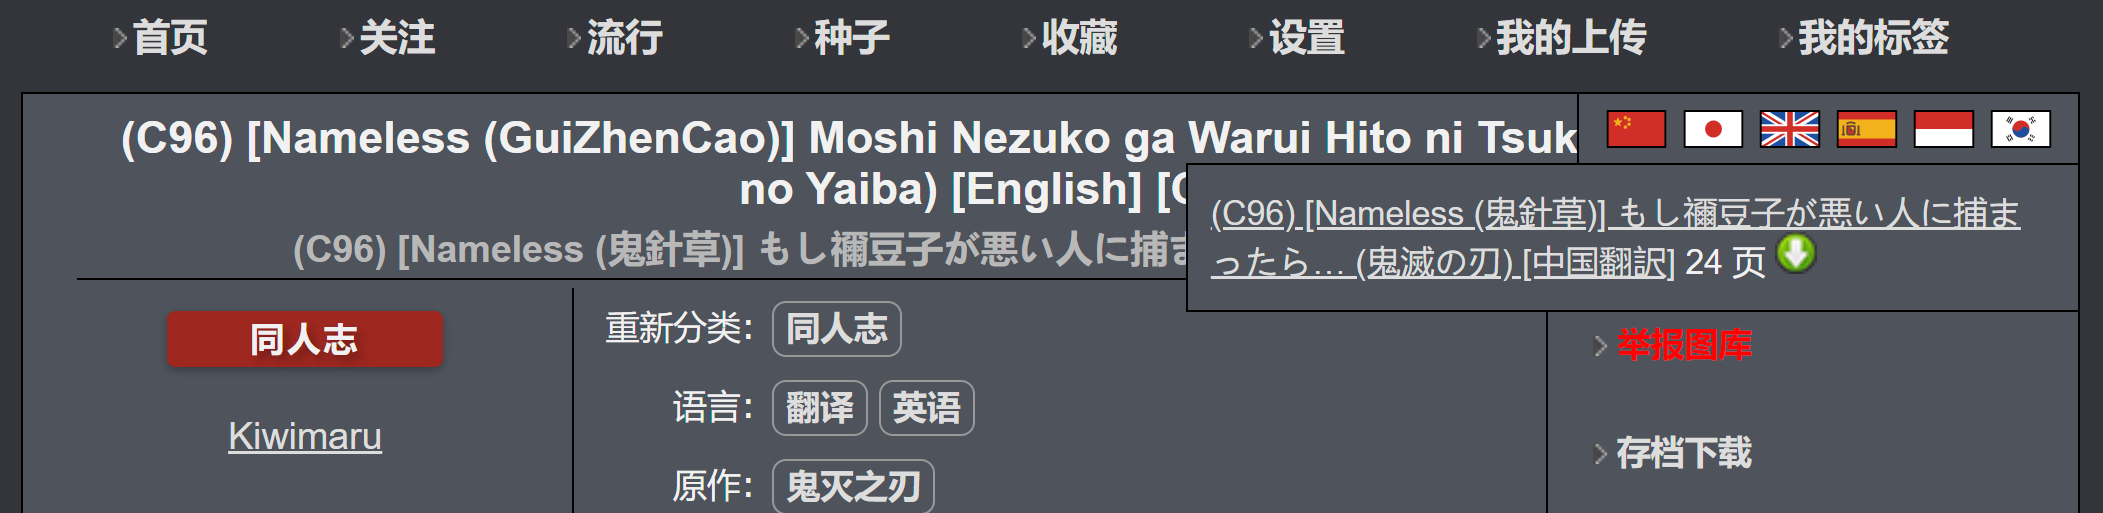 首页 关注 流行 种子 收藏 设置 我的上传 我的标签
(C96) [Nameless (GuiZhenCao)] Moshi Nezuko ga Warui Hito ni Tsuk
no Yaiba) [English] [
(C96) [Nameless (鬼針草)] もし禰豆子が悪い人に捕ま
(C96) [Nameless (鬼針草)] もし禰豆子が悪い人に捕ま
ったら… (鬼滅の刃) [中国翻訳] 24 页
同人志
Kiwimaru
重新分类: 同人志
语言: 翻译 英语
原作: 鬼灭之刃
举报图库
存档下载